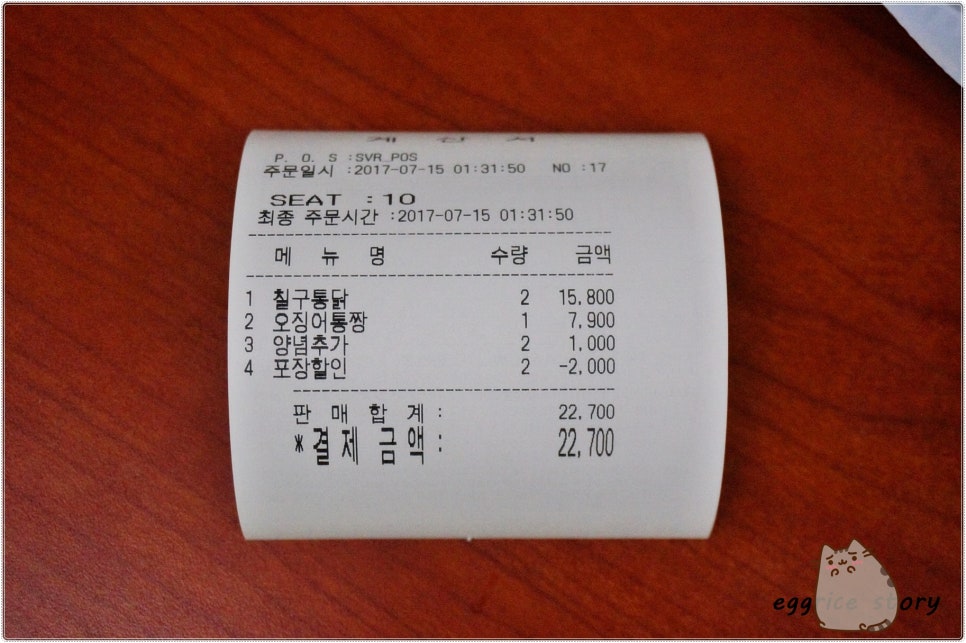 계 산 서
P. O. S :SVR_POS
주문일시 :2017-07-15 01:31:50 NO :17
SEAT :10
최종 주문시간 :2017-07-15 01:31:50
메 뉴 명 수량 금액
1 칠구통닭 2 15,800
2 오징어통짱 1 7,900
3 양념추가 2 1,000
4 포장할인 2 -2,000
판 매 합 계 : 22,700
*결 제 금 액 : 22,700
eggrice story